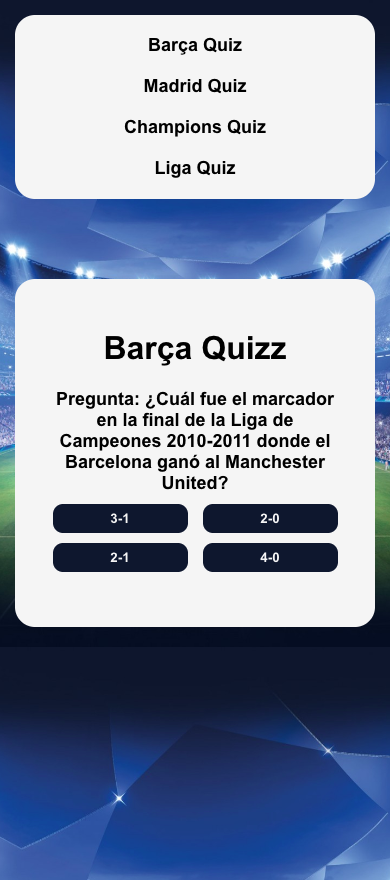 Barça Quiz
Madrid Quiz
Champions Quiz
Liga Quiz
Barça Quizz
Pregunta: ¿Cuál fue el marcador
en la final de la Liga de
Campeones 2010-2011 donde el
Barcelona ganó al Manchester
United?
3-1
2-0
2-1
4-0